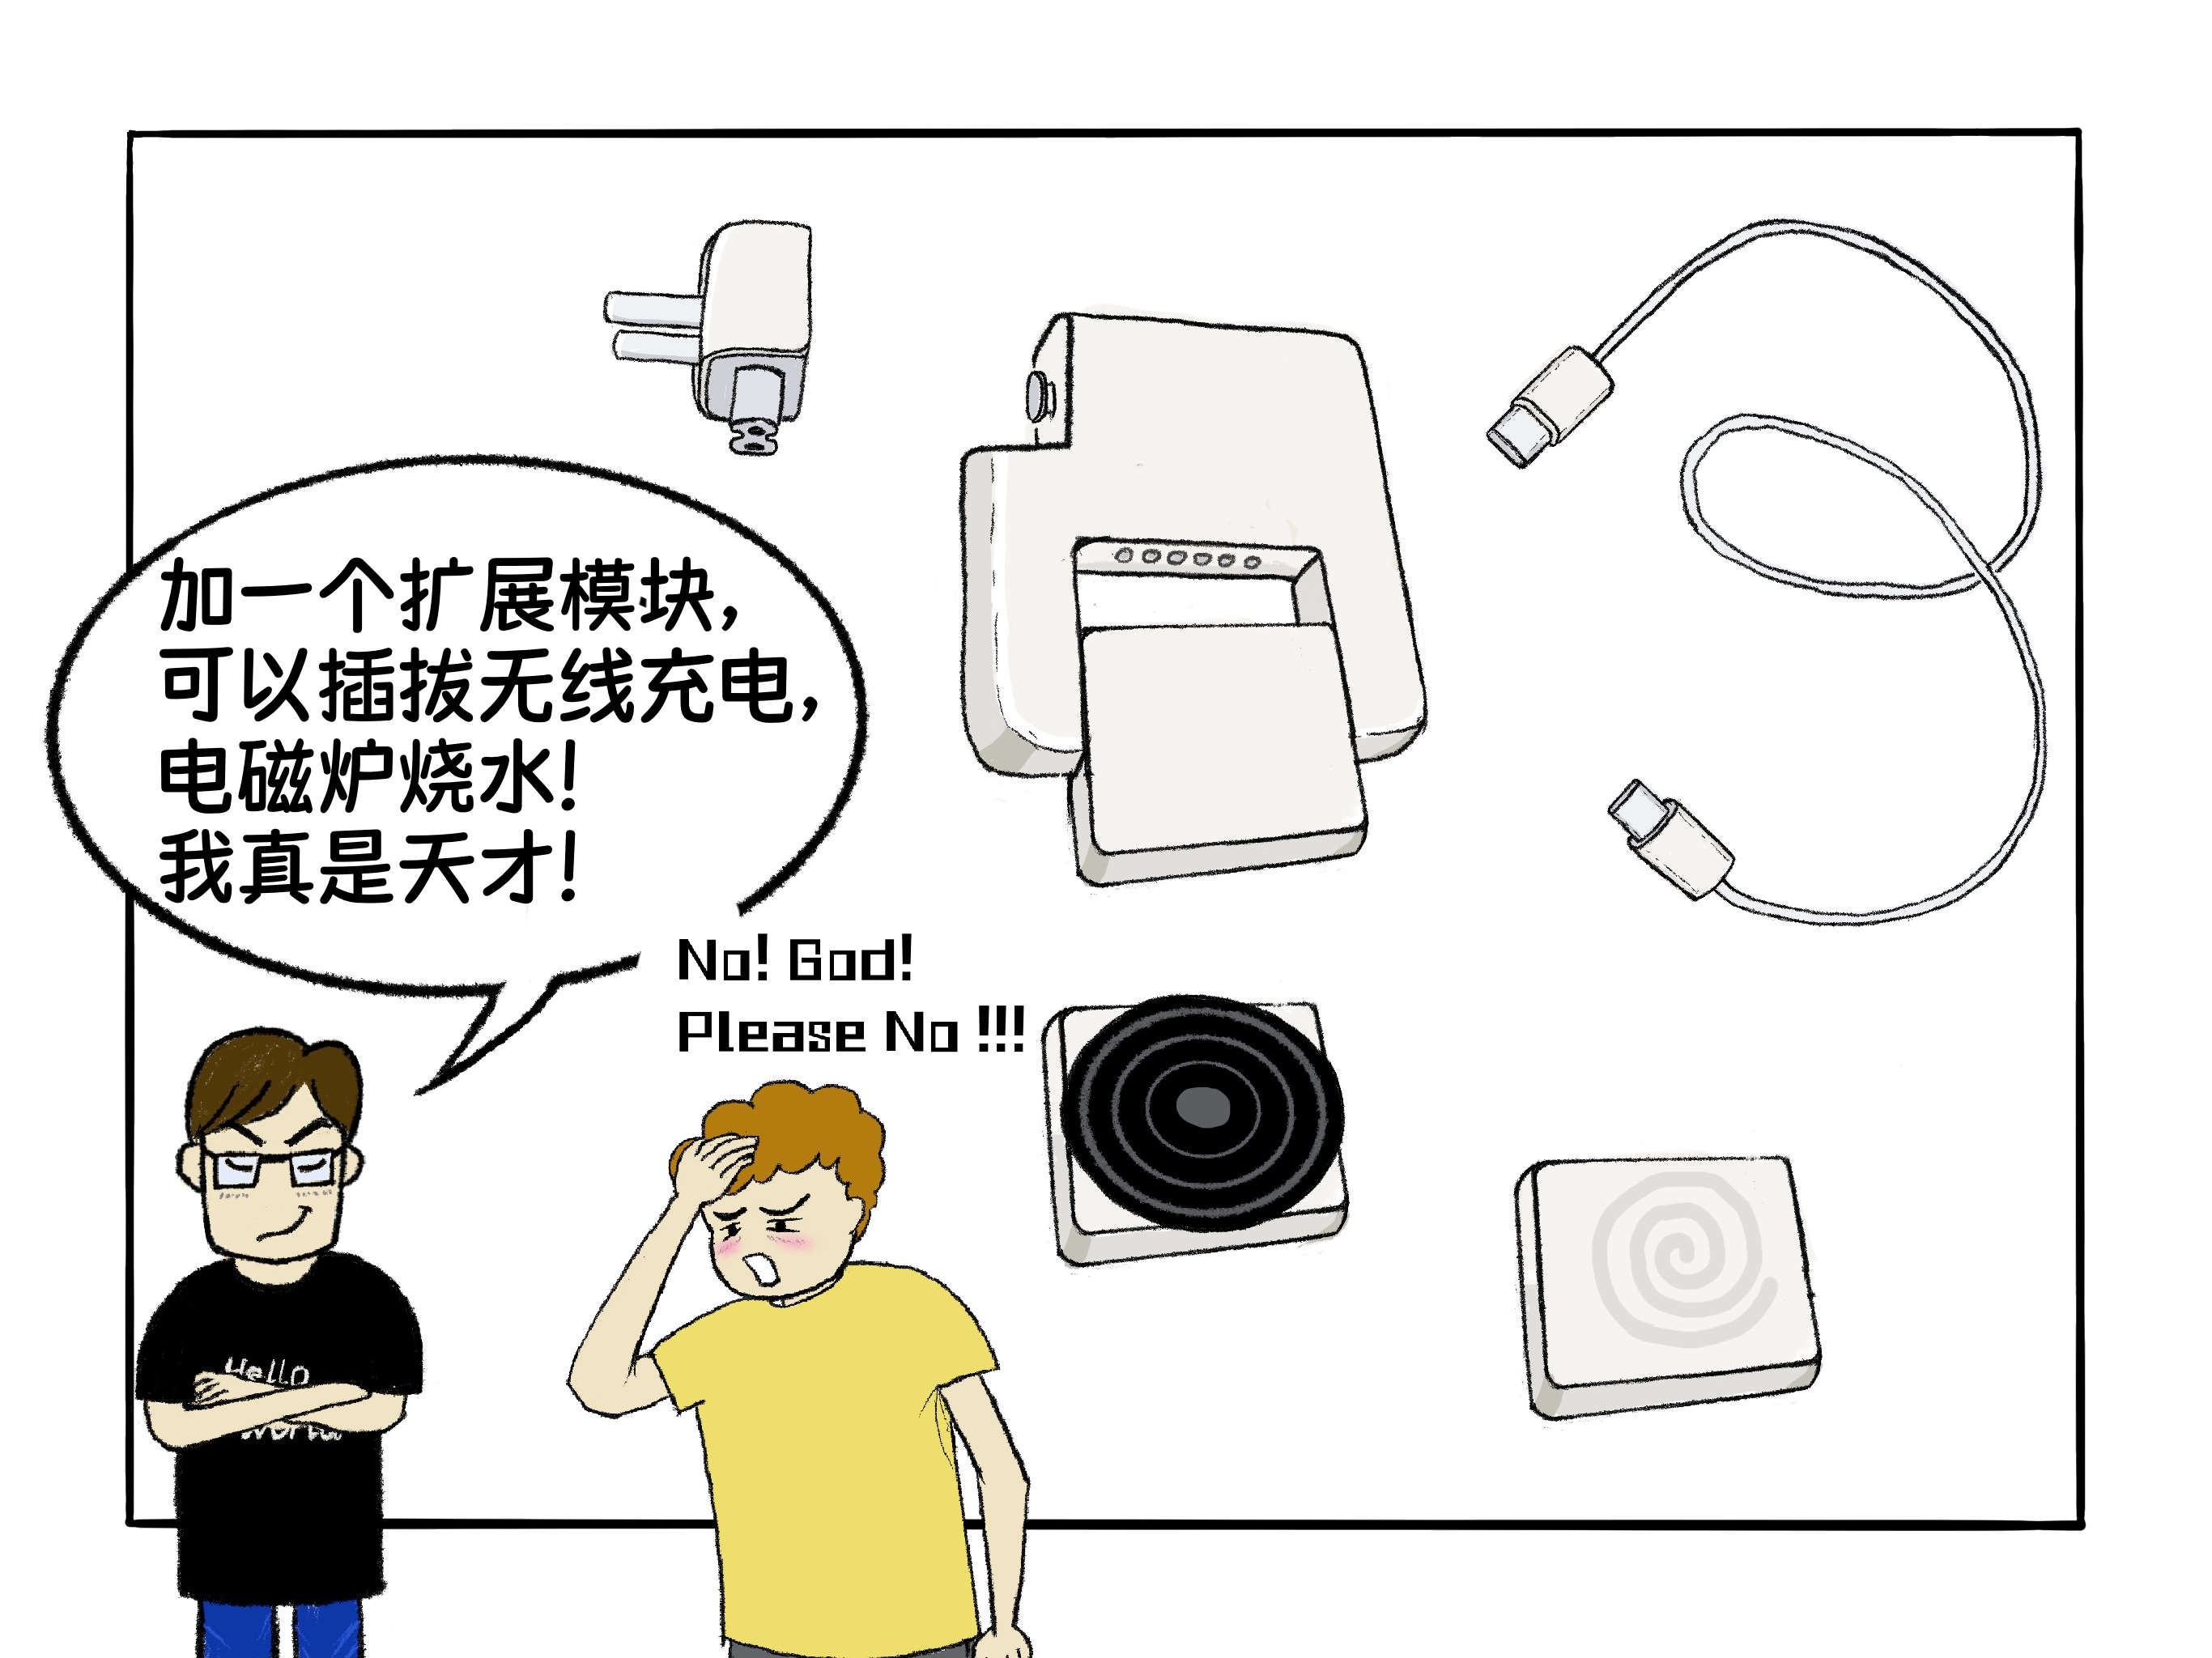 加一个扩展模块，
可以插拔无线充电，
电磁炉烧水！
我真是天才！
No! God!
Please No !!!
Hello